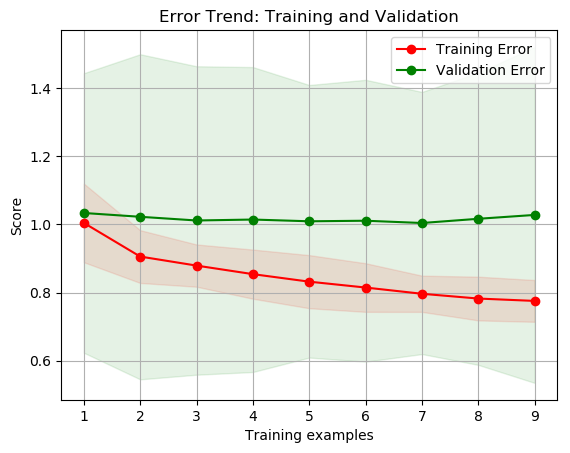 Error Trend: Training and Validation
Training Error
Validation Error
Score
1.4
1.2
1.0
0.8
0.6
1 2 3 4 5 6 7 8 9
Training examples